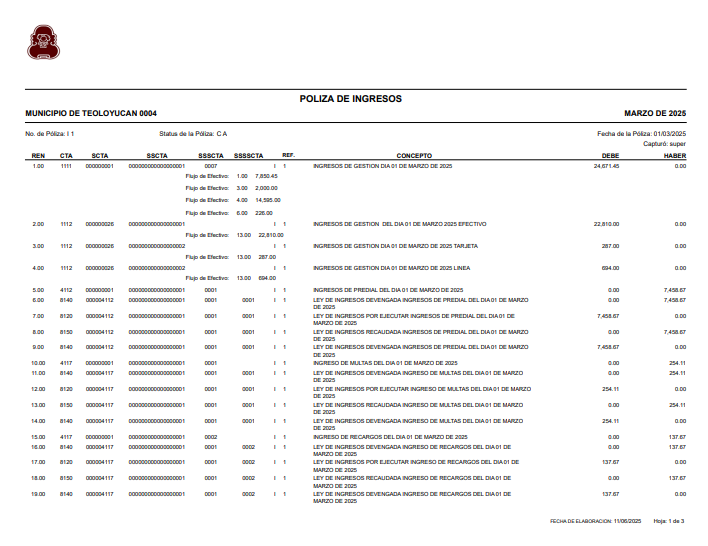 POLIZA DE INGRESOS
MUNICIPIO DE TEOLOYUCAN 0004 MARZO DE 2025
No. de Póliza: I 1 Status de la Póliza: C A Fecha de la Póliza: 01/03/2025
Capturó: super
REN CTA SCTA SSCTA SSSCTA SSSSCTA REF. CONCEPTO DEBE HABER
1.00 1111 000000001 000000000000000001 0007 I 1 INGRESOS DE GESTION DIA 01 DE MARZO DE 2025 24,671.45 0.00
Flujo de Efectivo: 1.00 7,850.45
Flujo de Efectivo: 3.00 2,000.00
Flujo de Efectivo: 4.00 14,595.00
Flujo de Efectivo: 6.00 226.00
2.00 1112 000000026 000000000000000001 I 1 INGRESOS DE GESTION DEL DIA 01 DE MARZO 2025 EFECTIVO 22,810.00 0.00
Flujo de Efectivo: 13.00 22,810.00
3.00 1112 000000026 000000000000000002 I 1 INGRESOS DE GESTION DIA 01 DE MARZO DE 2025 TARJETA 287.00 0.00
Flujo de Efectivo: 13.00 287.00
4.00 1112 000000026 000000000000000002 I 1 INGRESOS DE GESTION DIA 01 DE MARZO DE 2025 LINEA 694.00 0.00
Flujo de Efectivo: 13.00 694.00
5.00 4112 000000001 000000000000000001 0001 I 1 INGRESOS DE PREDIAL DEL DIA 01 DE MARZO DE 2025 0.00 7,458.67
6.00 8140 000004112 000000000000000001 0001 0001 I 1 LEY DE INGRESOS DEVENGADA INGRESOS DE PREDIAL DEL DIA 01 DE MARZO 0.00 7,458.67
DE 2025
7.00 8120 000004112 000000000000000001 0001 0001 I 1 LEY DE INGRESOS POR EJECUTAR INGRESOS DE PREDIAL DEL DIA 01 DE 7,458.67 0.00
MARZO DE 2025
8.00 8150 000004112 000000000000000001 0001 0001 I 1 LEY DE INGRESOS RECAUDADA INGRESOS DE PREDIAL DEL DIA 01 DE MARZO 0.00 7,458.67
DE 2025
9.00 8140 000004112 000000000000000001 0001 0001 I 1 LEY DE INGRESOS DEVENGADA INGRESOS DE PREDIAL DEL DIA 01 DE MARZO 7,458.67 0.00
DE 2025
10.00 4117 000000001 000000000000000001 0001 I 1 INGRESO DE MULTAS DEL DIA 01 DE MARZO DE 2025 0.00 254.11
11.00 8140 000004117 000000000000000001 0001 0001 I 1 LEY DE INGRESOS DEVENGADA INGRESO DE MULTAS DEL DIA 01 DE MARZO 0.00 254.11
DE 2025
12.00 8120 000004117 000000000000000001 0001 0001 I 1 LEY DE INGRESOS POR EJECUTAR INGRESO DE MULTAS DEL DIA 01 DE MARZO 254.11 0.00
DE 2025
13.00 8150 000004117 000000000000000001 0001 0001 I 1 LEY DE INGRESOS RECAUDADA INGRESO DE MULTAS DEL DIA 01 DE MARZO 0.00 254.11
DE 2025
14.00 8140 000004117 000000000000000001 0001 0001 I 1 LEY DE INGRESOS DEVENGADA INGRESO DE MULTAS DEL DIA 01 DE MARZO 254.11 0.00
DE 2025
15.00 4117 000000001 000000000000000001 0002 I 1 INGRESO DE RECARGOS DEL DIA 01 DE MARZO DE 2025 0.00 137.67
16.00 8140 000004117 000000000000000001 0001 0002 I 1 LEY DE INGRESOS DEVENGADA INGRESO DE RECARGOS DEL DIA 01 DE 0.00 137.67
MARZO DE 2025
17.00 8120 000004117 000000000000000001 0001 0002 I 1 LEY DE INGRESOS POR EJECUTAR INGRESO DE RECARGOS DEL DIA 01 DE 137.67 0.00
MARZO DE 2025
18.00 8150 000004117 000000000000000001 0001 0002 I 1 LEY DE INGRESOS RECAUDADA INGRESO DE RECARGOS DEL DIA 01 DE 0.00 137.67
MARZO DE 2025
19.00 8140 000004117 000000000000000001 0001 0002 I 1 LEY DE INGRESOS DEVENGADA INGRESO DE RECARGOS DEL DIA 01 DE 137.67 0.00
MARZO DE 2025
FECHA DE ELABORACION: 11/06/2025 Hoja: 1 de 3